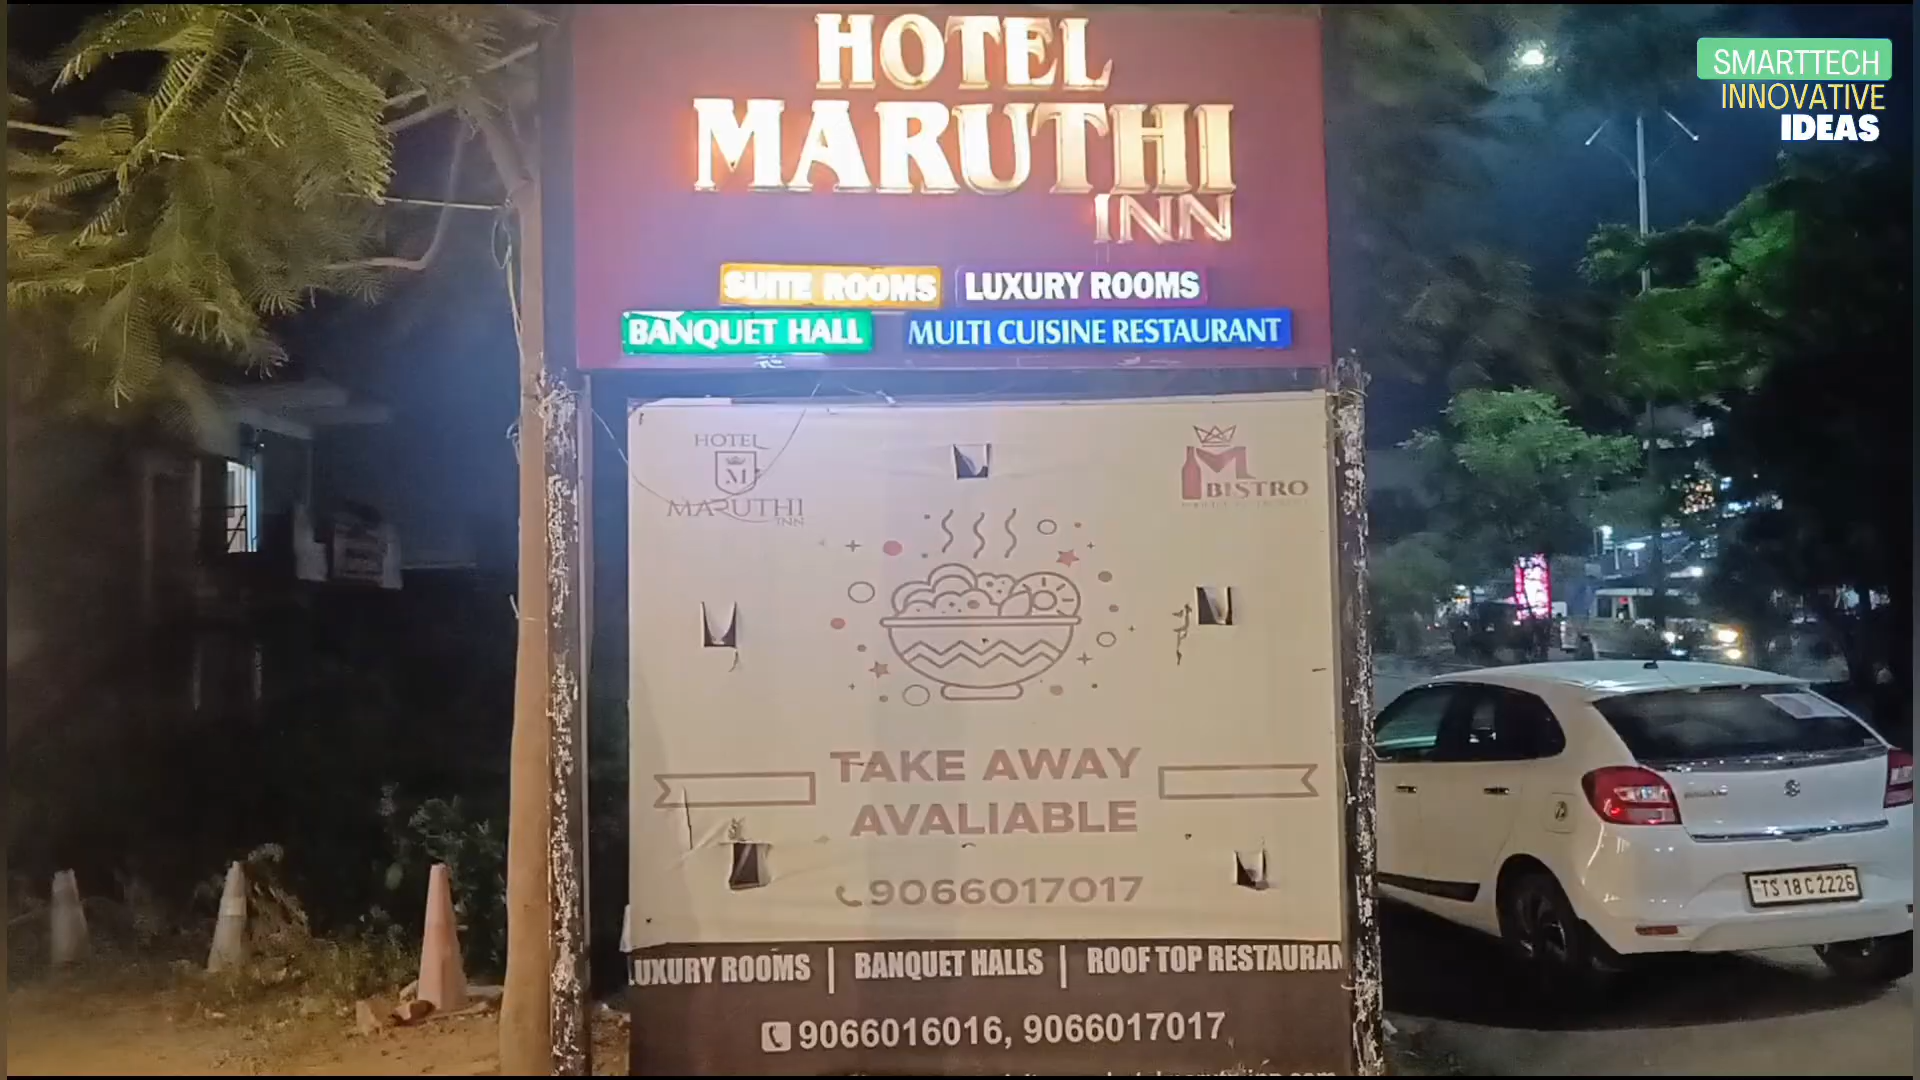 HOTEL
MARUTHI
INN
SUITE ROOMS LUXURY ROOMS
BANQUET HALL MULTI CUISINE RESTAURANT
HOTEL
M
MARUTHI
INN
M
BISTRO
TAKE AWAY
AVALIABLE
9066017017
UXURY ROOMS | BANQUET HALLS | ROOF TOP RESTAURAN
9066016016, 9066017017
TS 18 C 2226
SMARTTECH
INNOVATIVE
IDEAS